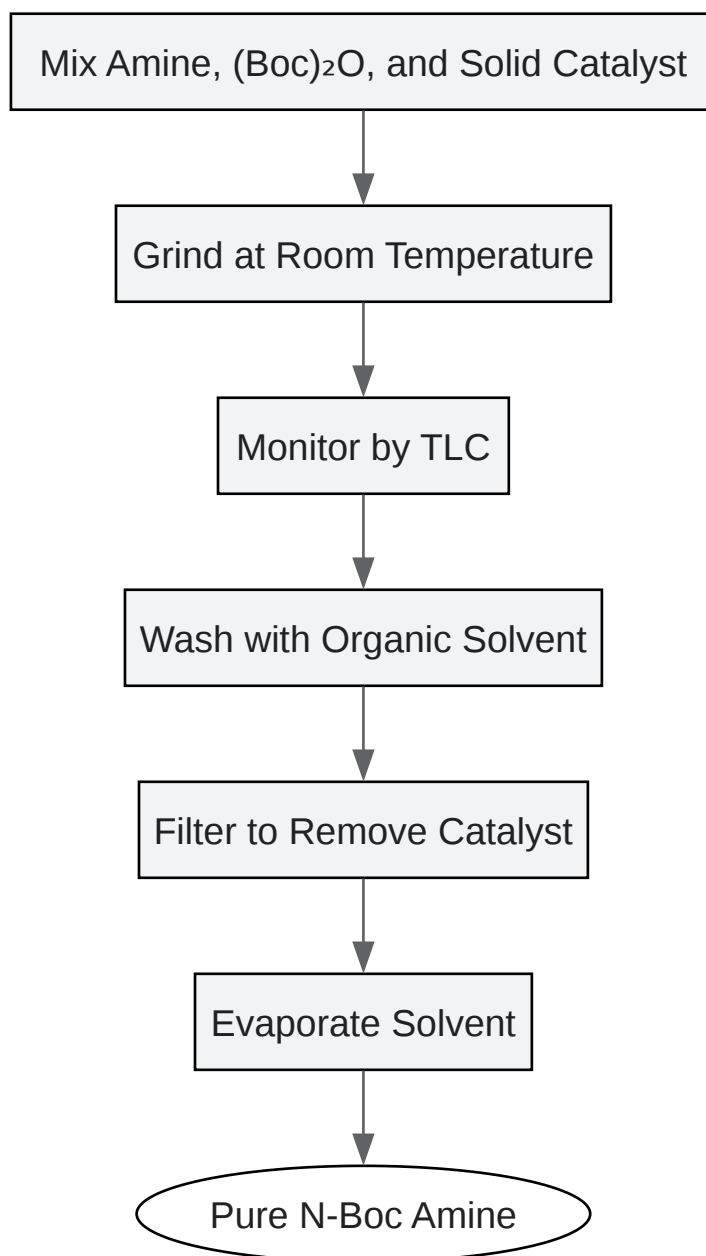 Mix Amine, (Boc)₂O, and Solid Catalyst
Grind at Room Temperature
Monitor by TLC
Wash with Organic Solvent
Filter to Remove Catalyst
Evaporate Solvent
Pure N-Boc Amine